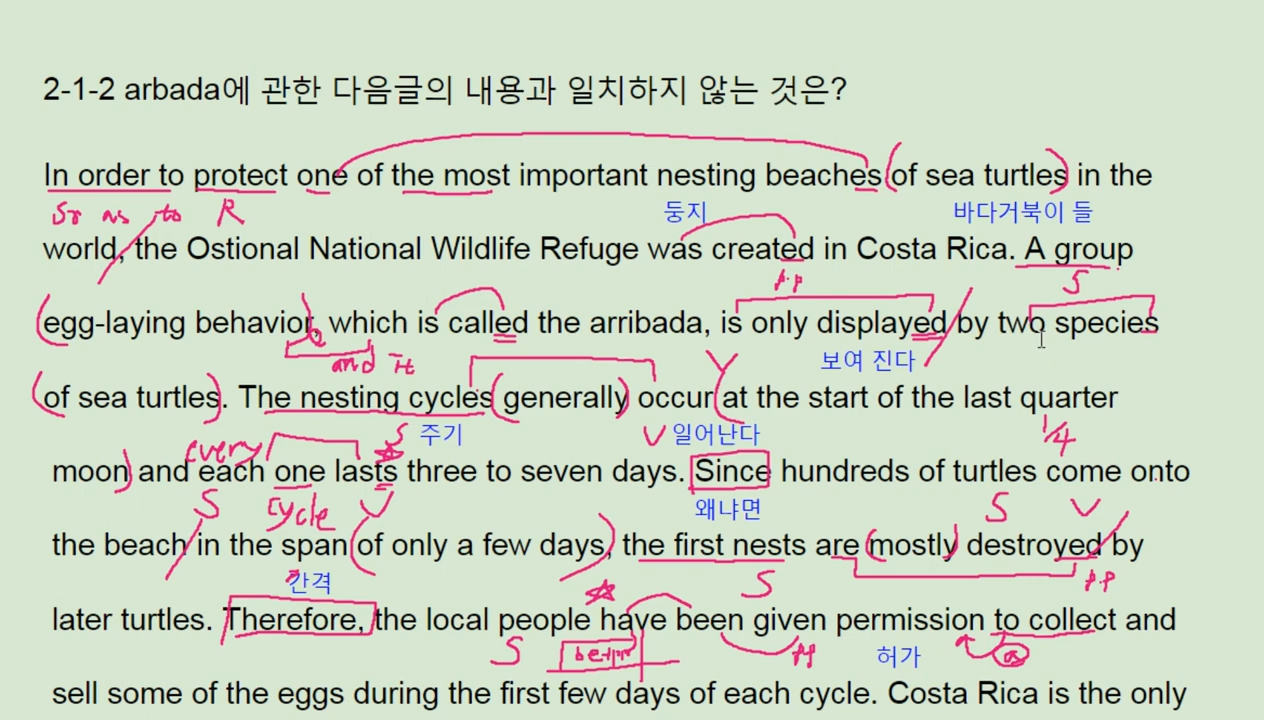 2-1-2 arbada에 관한 다음글의 내용과 일치하지 않는 것은?
In order to protect one of the most important nesting beaches of sea turtles in the
So as to R 둥지 바다거북이 들
world, the Ostional National Wildlife Refuge was created in Costa Rica. A group
p.p S
egg-laying behavior, which is called the arribada, is only displayed by two species
and it 보여 진다
of sea turtles. The nesting cycles generally occur at the start of the last quarter
every S 주기 V 일어난다 1/4
moon and each one lasts three to seven days. Since hundreds of turtles come onto
S cycle V 왜냐면 S V
the beach in the span of only a few days, the first nests are mostly destroyed by
간격 S p.p
later turtles. Therefore, the local people have been given permission to collect and
S pp 허가
sell some of the eggs during the first few days of each cycle. Costa Rica is the only